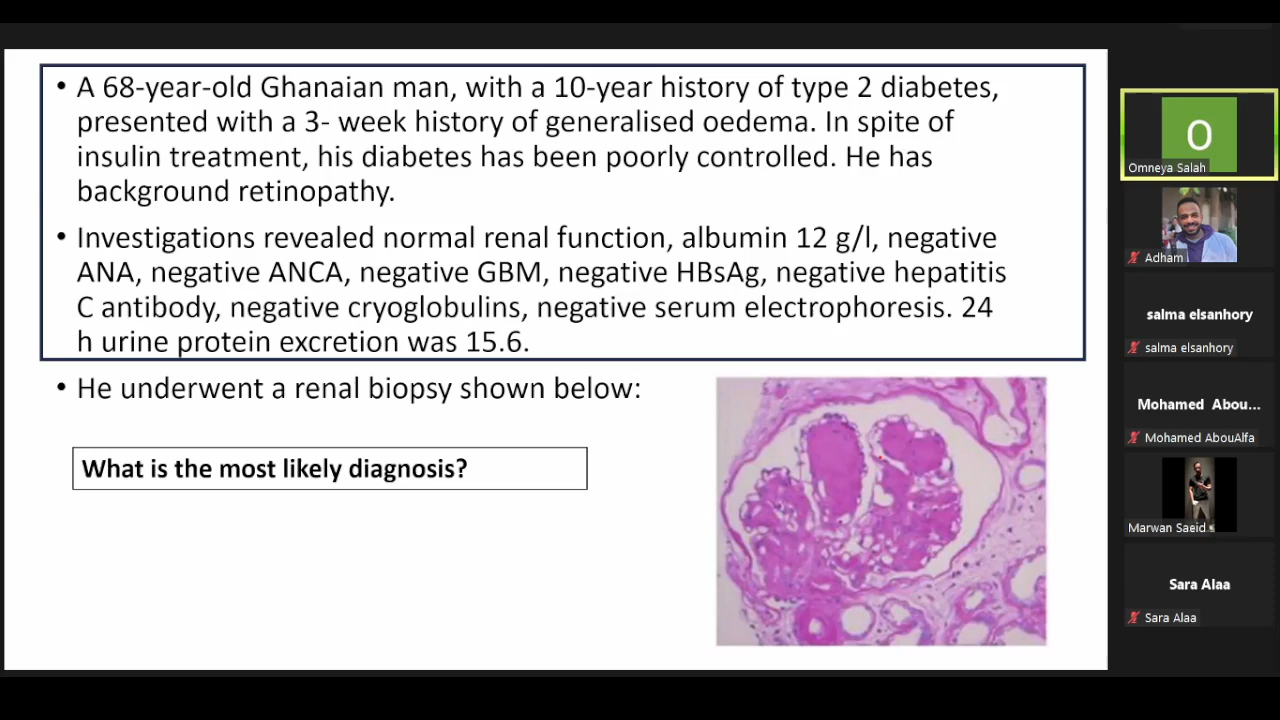 • A 68-year-old Ghanaian man, with a 10-year history of type 2 diabetes,
presented with a 3- week history of generalised oedema. In spite of
insulin treatment, his diabetes has been poorly controlled. He has
background retinopathy.
• Investigations revealed normal renal function, albumin 12 g/l, negative
ANA, negative ANCA, negative GBM, negative HBsAg, negative hepatitis
C antibody, negative cryoglobulins, negative serum electrophoresis. 24
h urine protein excretion was 15.6.
• He underwent a renal biopsy shown below:
What is the most likely diagnosis?
O
Omneya Salah
Adham
salma elsanhory
salma elsanhory
Mohamed Abou...
Mohamed AbouAlfa
Marwan Saeid
Sara Alaa
Sara Alaa